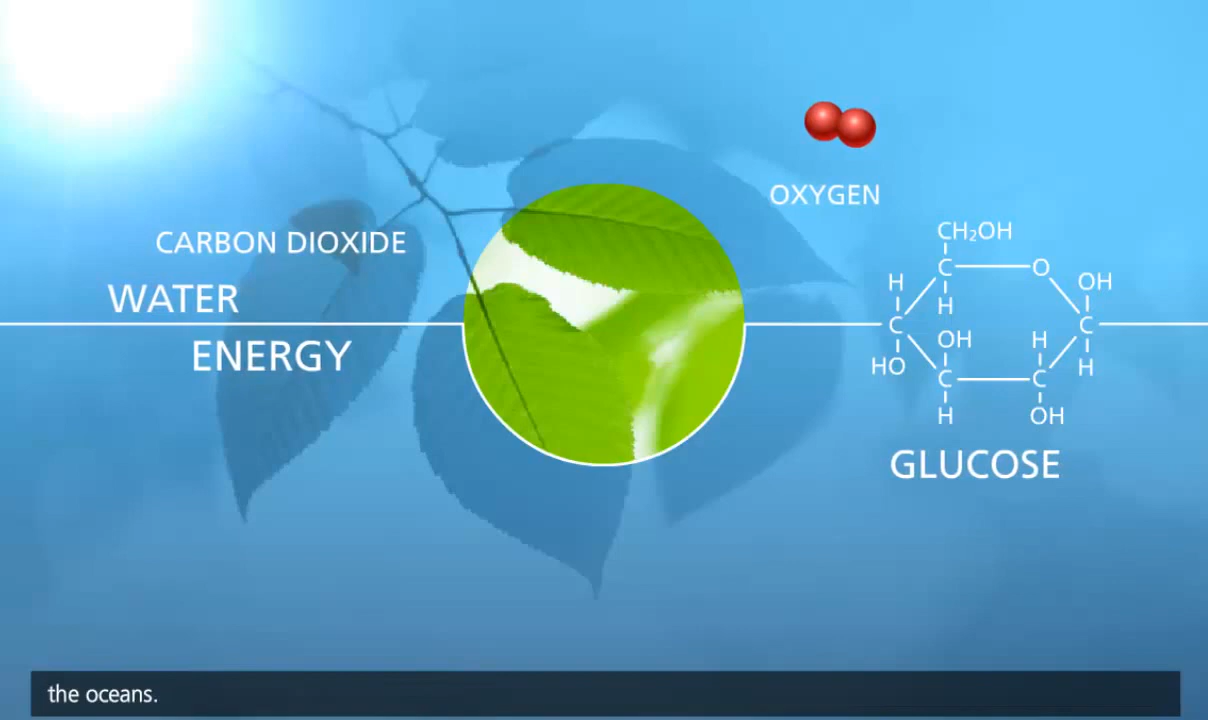 OXYGEN
CARBON DIOXIDE
WATER
ENERGY
CH₂OH
C
O
H
OH
H
C
C
OH
H
HO
H
C
C
H
OH
H
GLUCOSE
the oceans.